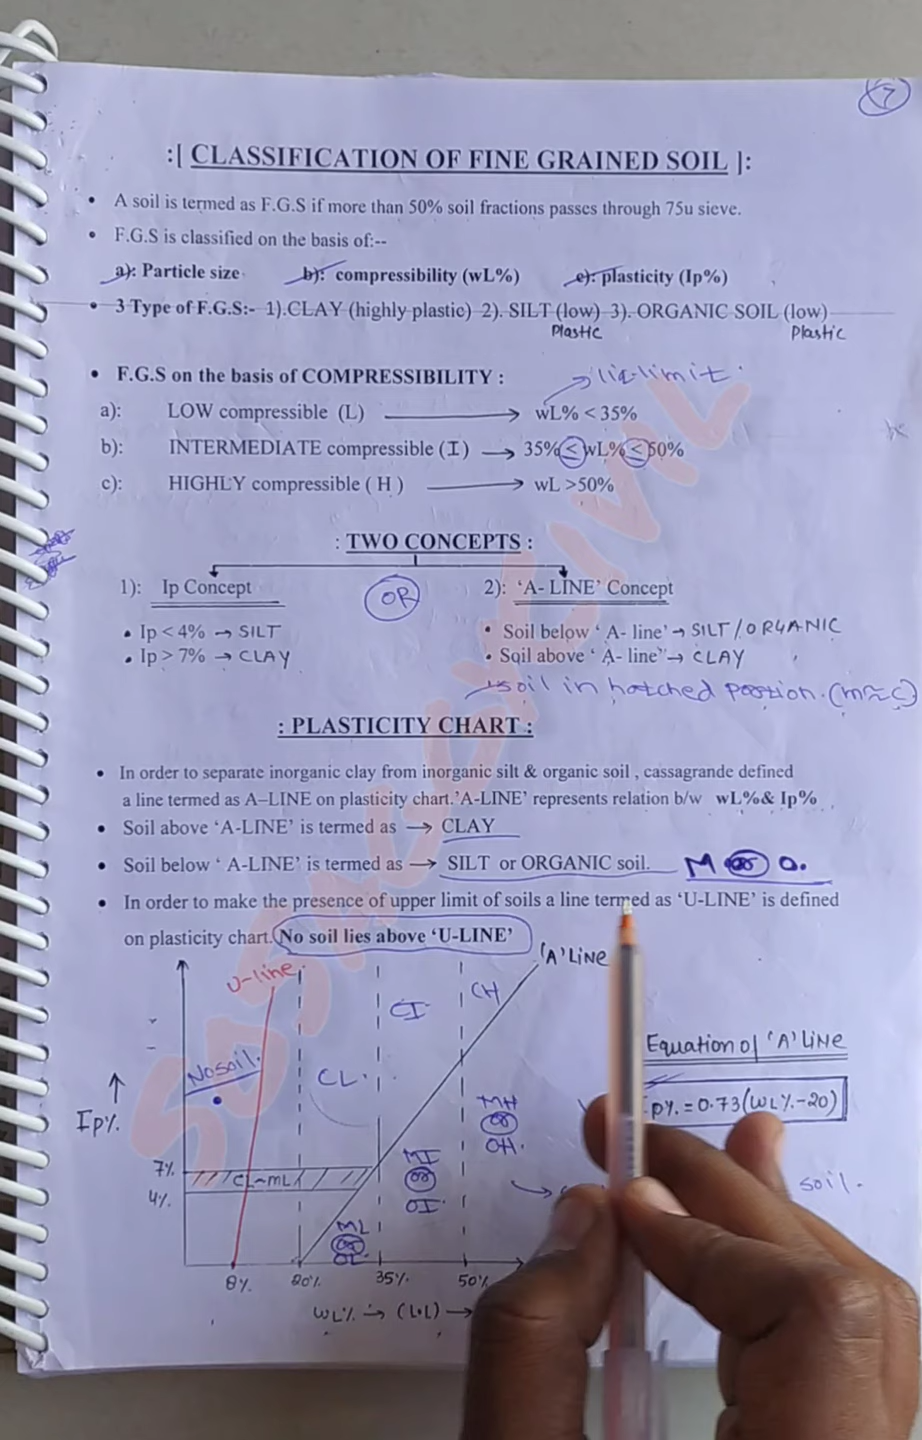 7
:[ CLASSIFICATION OF FINE GRAINED SOIL ]:
• A soil is termed as F.G.S if more than 50% soil fractions passes through 75u sieve.
• F.G.S is classified on the basis of:--
a): Particle size b): compressibility (wL%) c): plasticity (Ip%)
• 3 Type of F.G.S:- 1).CLAY (highly plastic) 2). SILT (low) 3). ORGANIC SOIL (low)
Plastic Plastic
• F.G.S on the basis of COMPRESSIBILITY : → liq-limit.
a): LOW compressible (L) → wL% < 35%
b): INTERMEDIATE compressible (I) → 35% ≤ wL% ≤ 50%
c): HIGHLY compressible ( H ) → wL >50%
: TWO CONCEPTS :
1): Ip Concept OR 2): ‘A- LINE’ Concept
• Ip < 4% → SILT • Soil below ‘ A- line’ → SILT/ORGANIC
• Ip > 7% → CLAY • Soil above ‘ A- line” → CLAY
→ soil in hatched portion. (m≈c)
: PLASTICITY CHART :
• In order to separate inorganic clay from inorganic silt & organic soil , cassagrande defined
a line termed as A–LINE on plasticity chart.’A-LINE’ represents relation b/w wL%& Ip%
• Soil above ‘A-LINE’ is termed as → CLAY
• Soil below ‘ A-LINE’ is termed as → SILT or ORGANIC soil. M or O.
• In order to make the presence of upper limit of soils a line termed as ‘U-LINE’ is defined
on plasticity chart. No soil lies above ‘U-LINE’
U-line 'A' LINE
CI CH
No soil. CL.
Equation of 'A' LINE
Ip% MH or OH. p%. = 0.73(WL%-20)
MI or OI
7% CL-ML soil.
4%
ML or OL
8% 20% 35% 50%
WL% → (L.L) →
SASAGY CIVIL